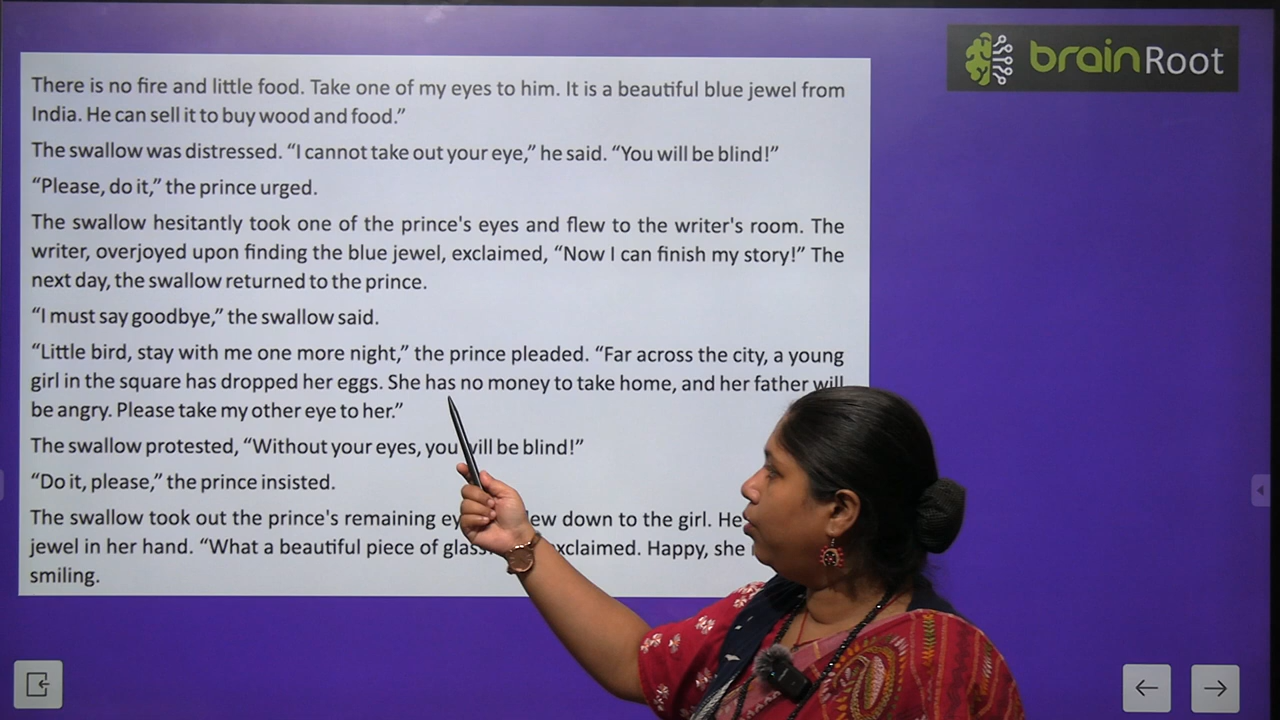 brainRoot
There is no fire and little food. Take one of my eyes to him. It is a beautiful blue jewel from
India. He can sell it to buy wood and food.”
The swallow was distressed. “I cannot take out your eye,” he said. “You will be blind!”
“Please, do it,” the prince urged.
The swallow hesitantly took one of the prince's eyes and flew to the writer's room. The
writer, overjoyed upon finding the blue jewel, exclaimed, “Now I can finish my story!” The
next day, the swallow returned to the prince.
“I must say goodbye,” the swallow said.
“Little bird, stay with me one more night,” the prince pleaded. “Far across the city, a young
girl in the square has dropped her eggs. She has no money to take home, and her father will
be angry. Please take my other eye to her.”
The swallow protested, “Without your eyes, you will be blind!”
“Do it, please,” the prince insisted.
The swallow took out the prince's remaining down to the girl. He
jewel in her hand. “What a beautiful piece of exclaimed. Happy, she
smiling.